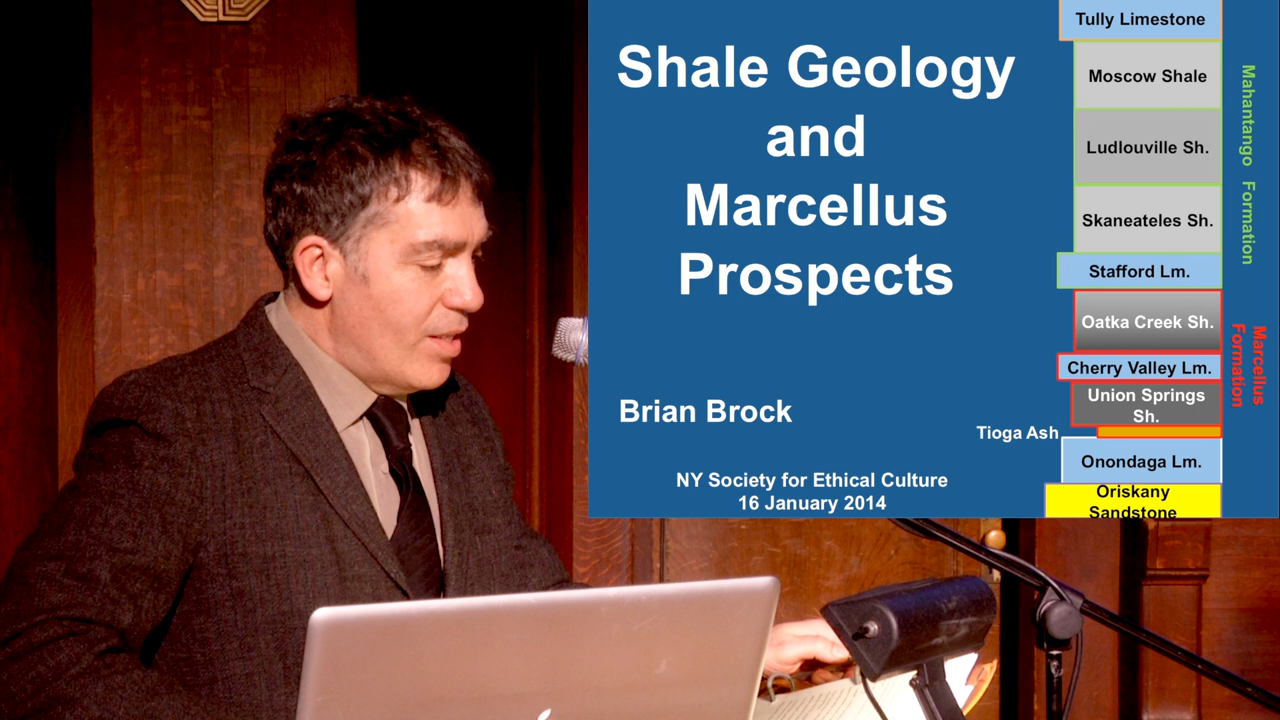 Shale Geology
and
Marcellus
Prospects
Brian Brock
NY Society for Ethical Culture
16 January 2014
Tully Limestone
Moscow Shale
Ludlouville Sh.
Skaneateles Sh.
Stafford Lm.
Oatka Creek Sh.
Cherry Valley Lm.
Union Springs
Sh.
Tioga Ash
Onondaga Lm.
Oriskany
Sandstone
Mahantango Formation
Marcellus
Formation